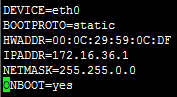 DEVICE=eth0
BOOTPROTO=static
HWADDR=00:0C:29:59:0C:DF
IPADDR=172.16.36.1
NETMASK=255.255.0.0
ONBOOT=yes